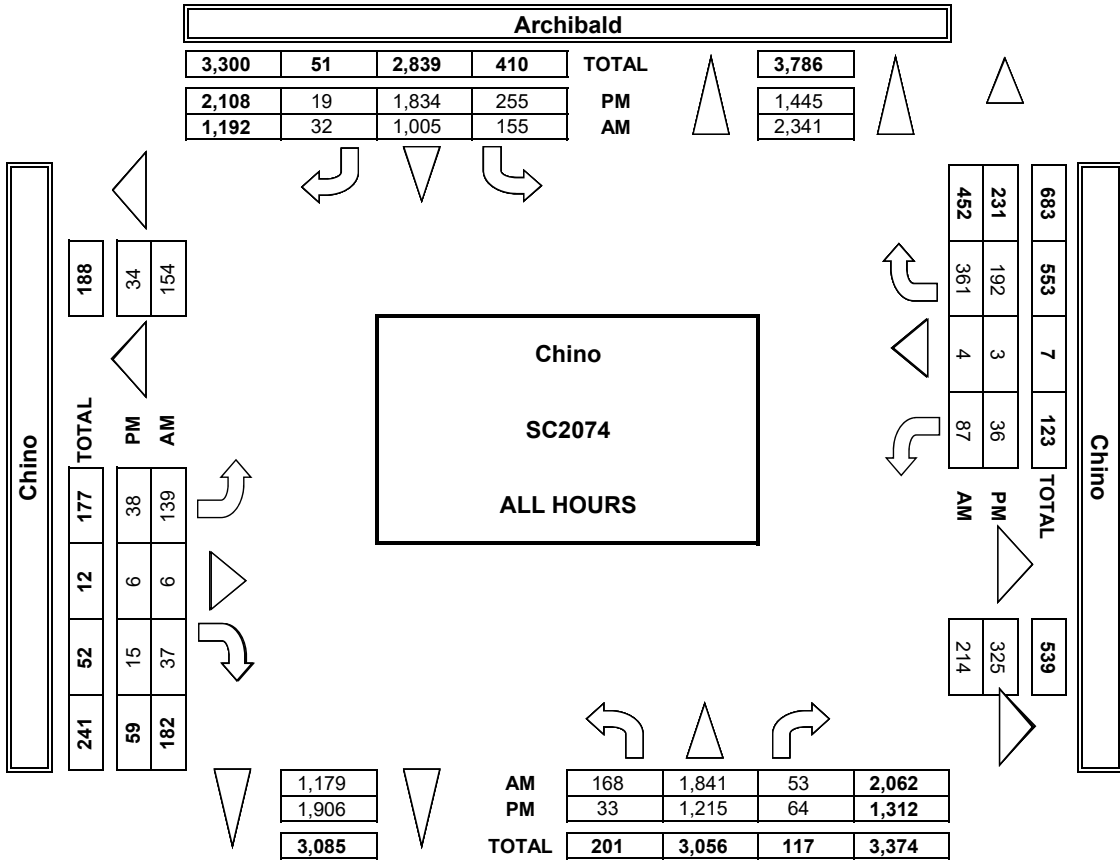 Archibald
3,300 51 2,839 410 TOTAL 3,786
2,108 19 1,834 255 PM 1,445
1,192 32 1,005 155 AM 2,341
Chino
188 34 154
TOTAL PM AM
177 38 139
12 6 6
52 15 37
241 59 182
Chino
SC2074
ALL HOURS
452 231 683
361 192 553
4 3 7
87 36 123
AM PM TOTAL
214 325 539
Chino
1,179 AM 168 1,841 53 2,062
1,906 PM 33 1,215 64 1,312
3,085 TOTAL 201 3,056 117 3,374